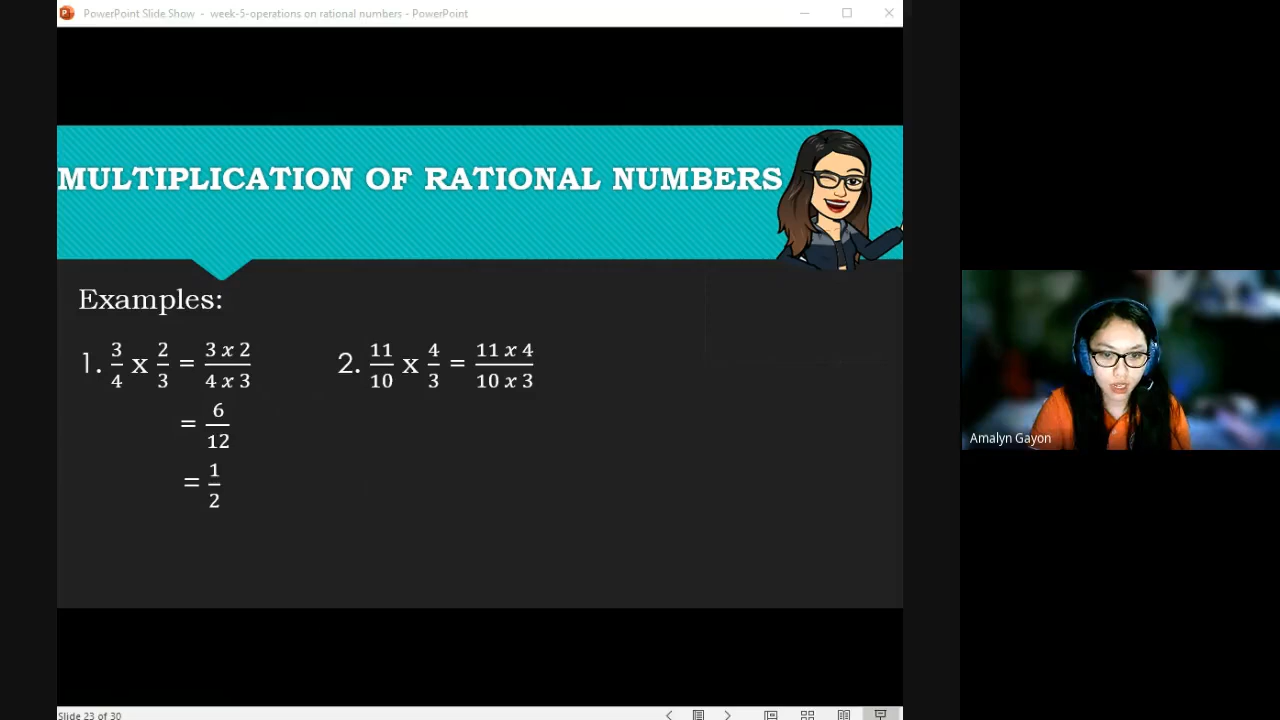 PowerPoint Slide Show - week-5-operations on rational numbers - PowerPoint
MULTIPLICATION OF RATIONAL NUMBERS
Examples:
1. 3/4 x 2/3 = 3 x 2/4 x 3
= 6/12
= 1/2
2. 11/10 x 4/3 = 11 x 4/10 x 3
Amalyn Gayon
Slide 23 of 30